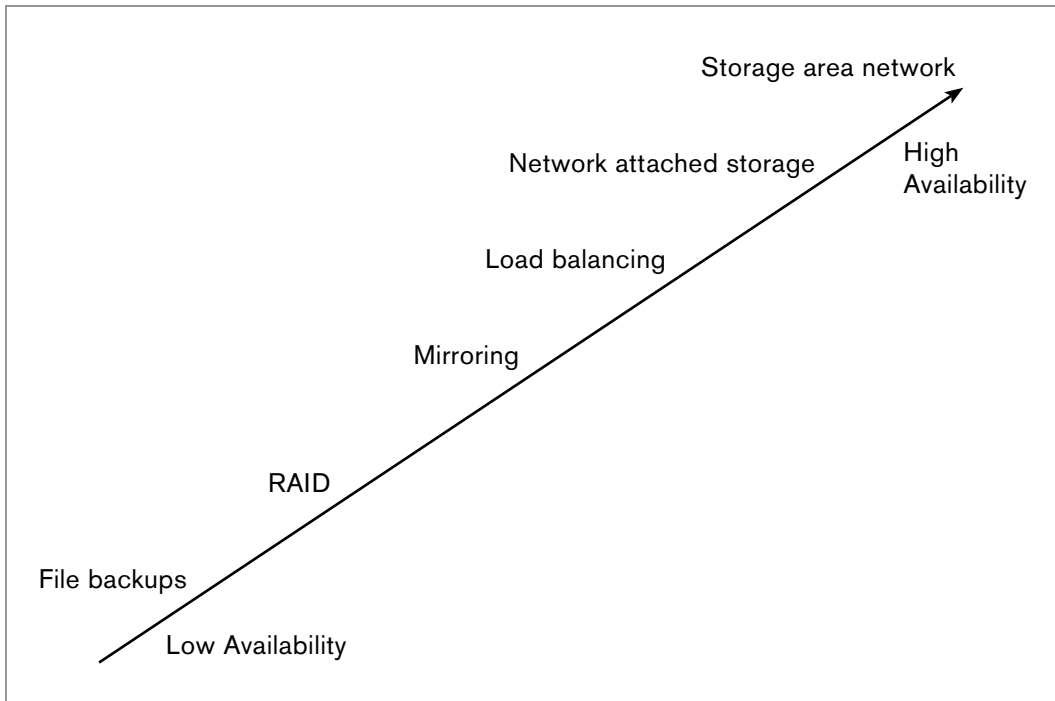 Storage area network
Network attached storage
High
Availability
Load balancing
Mirroring
RAID
File backups
Low Availability